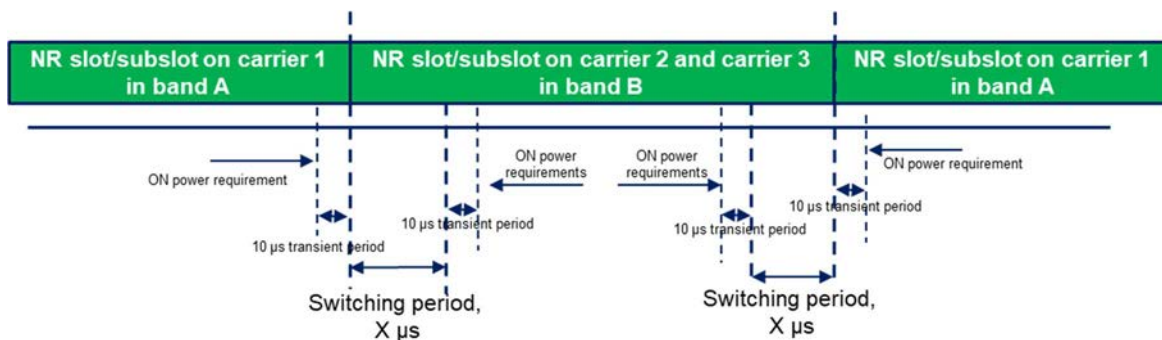 NR slot/subslot on carrier 1
in band A
NR slot/subslot on carrier 2 and carrier 3
in band B
NR slot/subslot on carrier 1
in band A
ON power requirement
ON power
requirements
ON power
requirements
ON power requirement
10 µs transient period
10 µs transient period
10 µs transient period
10 µs transient period
Switching period,
X µs
Switching period,
X µs